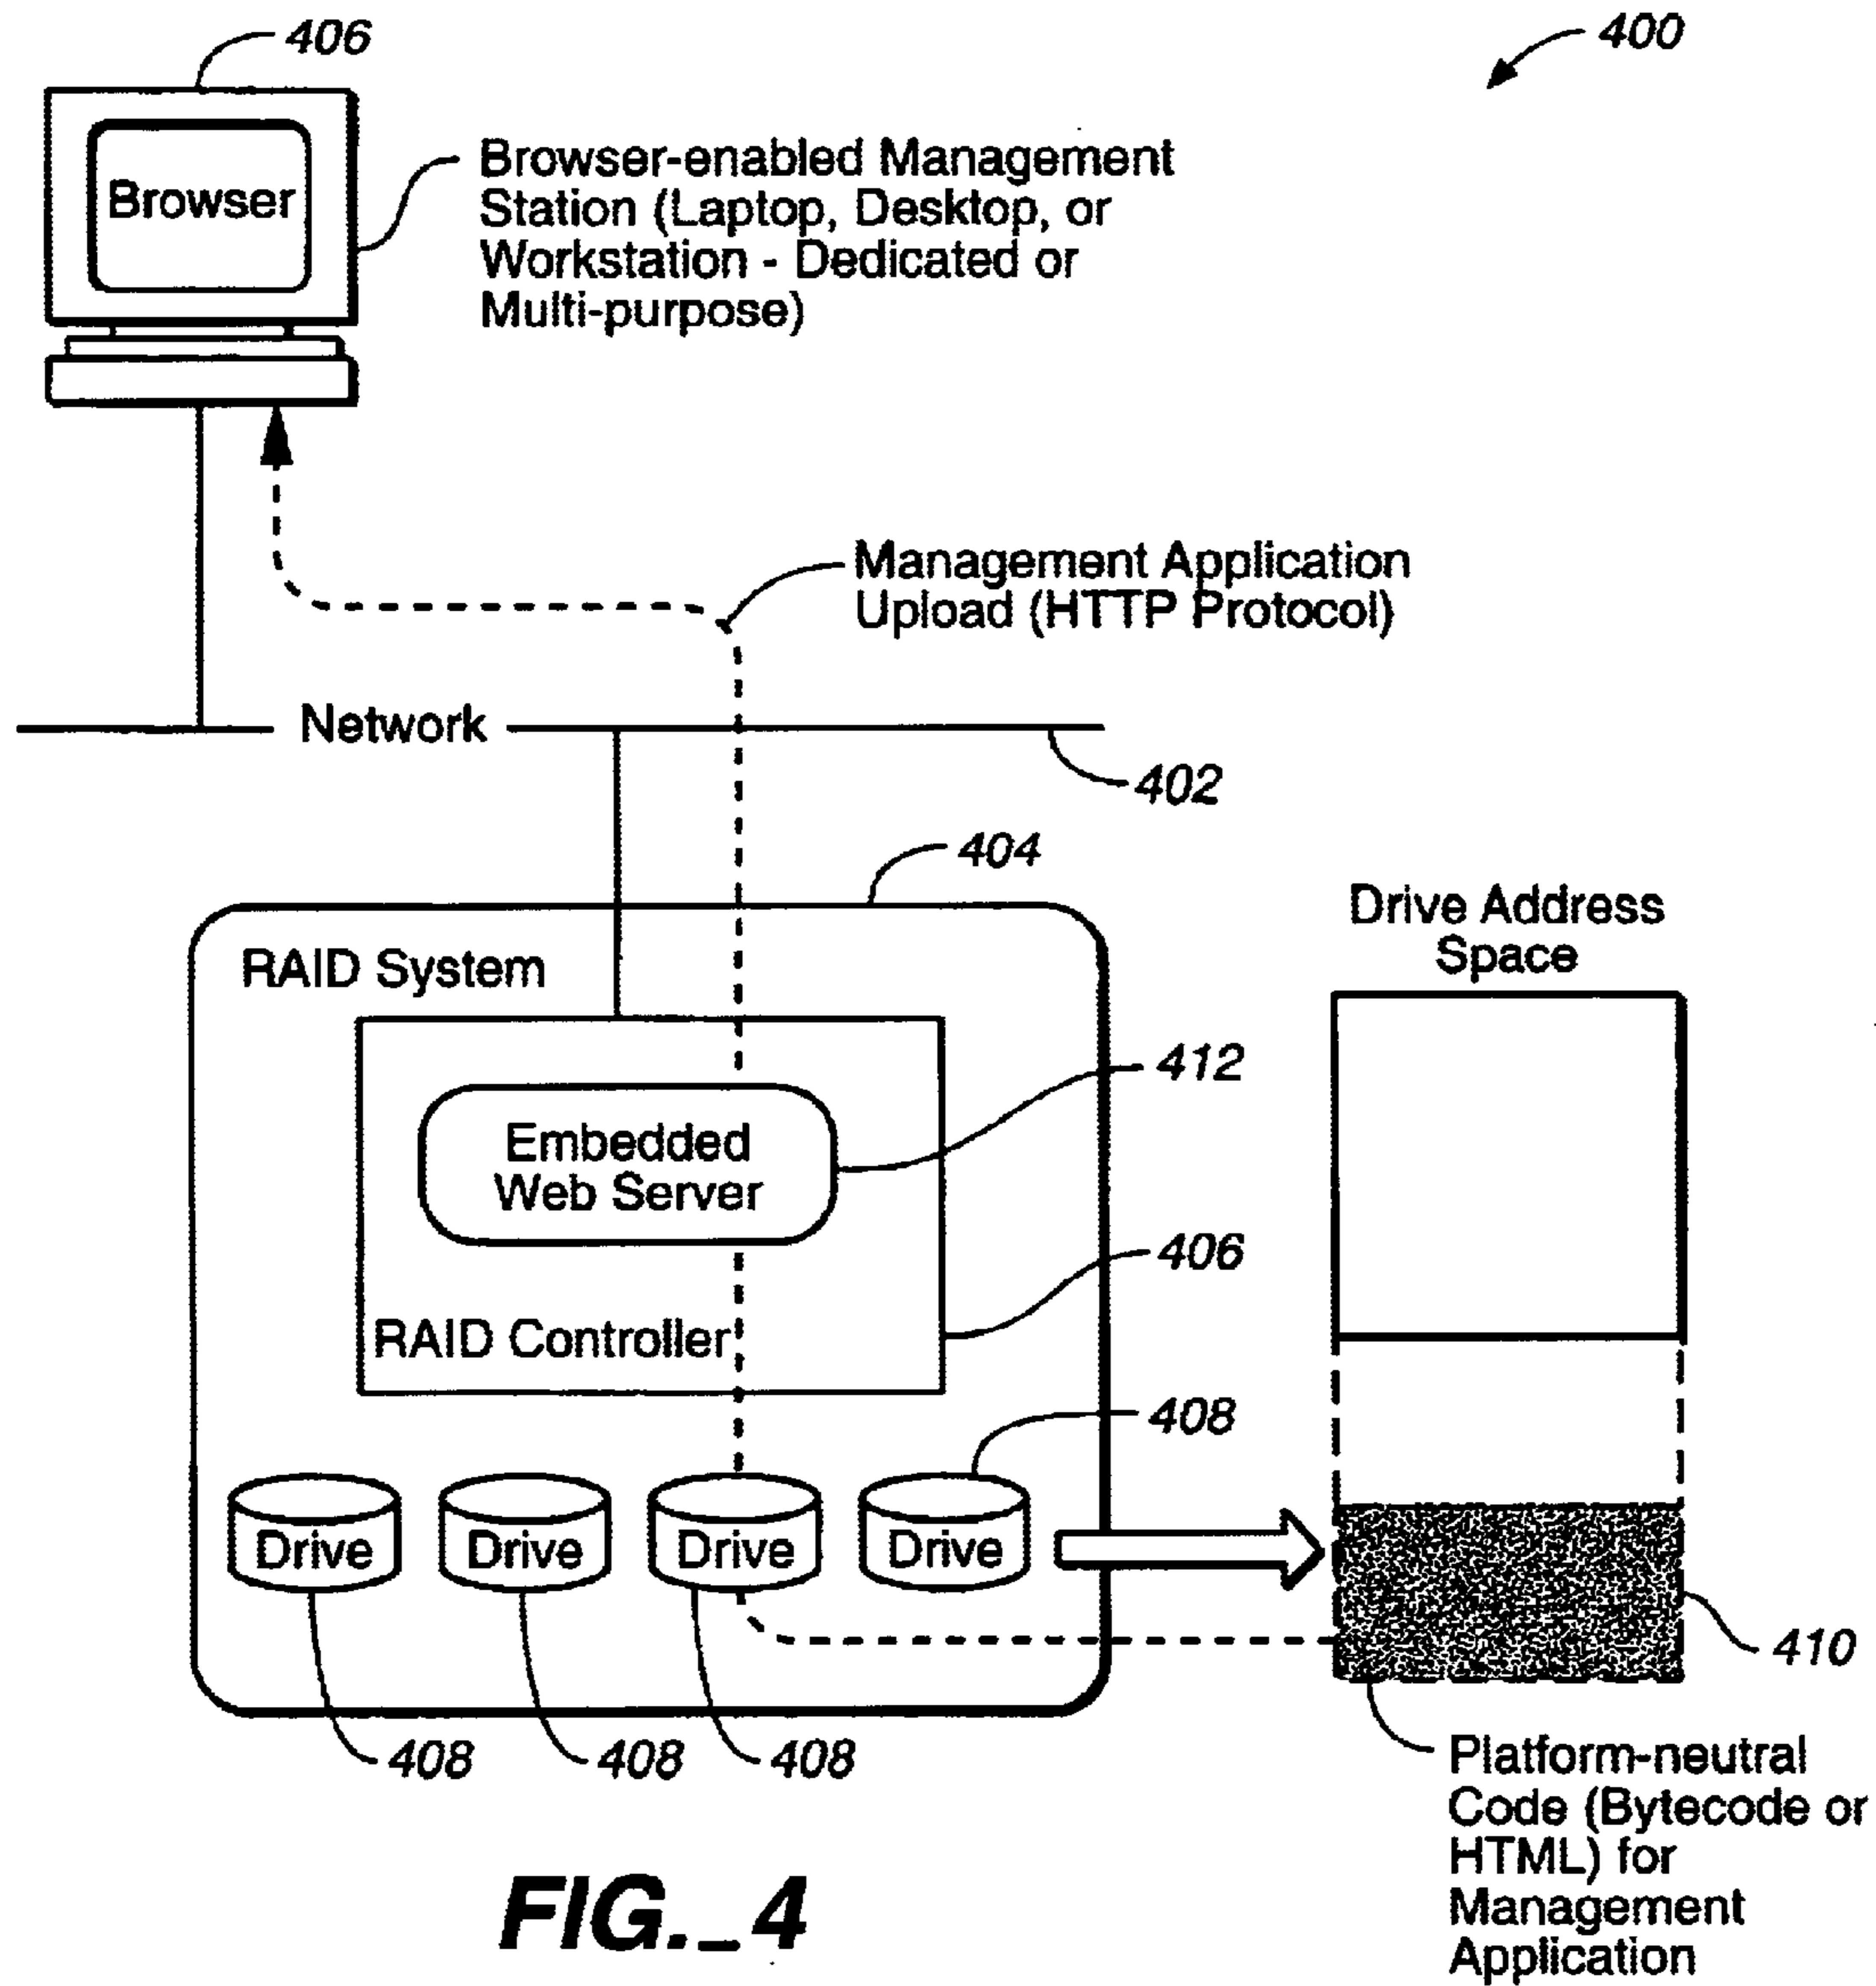 406
400
Browser
Browser-enabled Management
Station (Laptop, Desktop, or
Workstation - Dedicated or
Multi-purpose)
Management Application
Upload (HTTP Protocol)
Network
402
404
RAID System
Drive Address
Space
412
Embedded
Web Server
406
RAID Controller
408
Drive
Drive
Drive
Drive
410
408
408
408
Platform-neutral
Code (Bytecode or
HTML) for
Management
Application
FIG._4